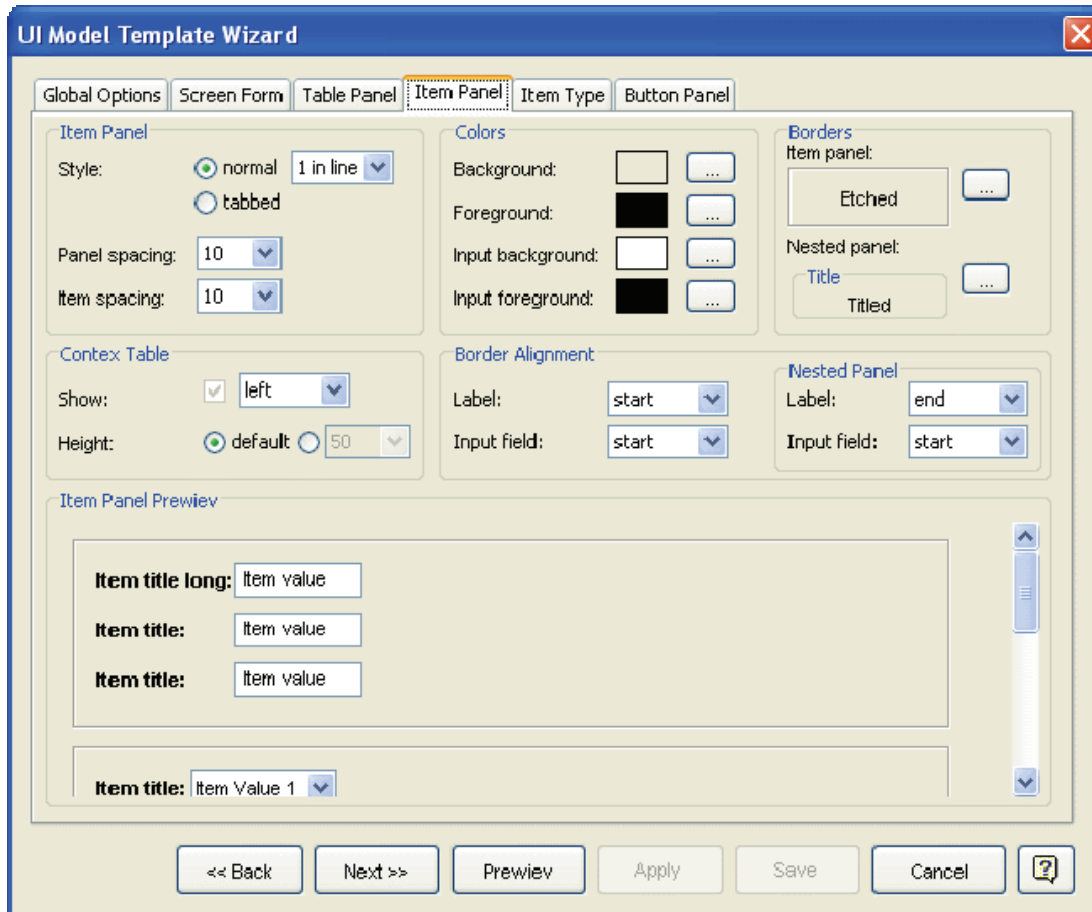 UI Model Template Wizard
Global Options Screen Form Table Panel Item Panel Item Type Button Panel
Item Panel
Style: normal 1 in line
tabbed
Panel spacing: 10
Item spacing: 10
Colors
Background: ...
Foreground: ...
Input background: ...
Input foreground: ...
Borders
Item panel:
Etched ...
Nested panel:
Title ...
Titled
Contex Table
Show: left
Height: default 50
Border Alignment
Label: start
Input field: start
Nested Panel
Label: end
Input field: start
Item Panel Prewiev
Item title long: Item value
Item title: Item value
Item title: Item value
Item title: Item Value 1
<< Back Next >> Prewiev Apply Save Cancel ?